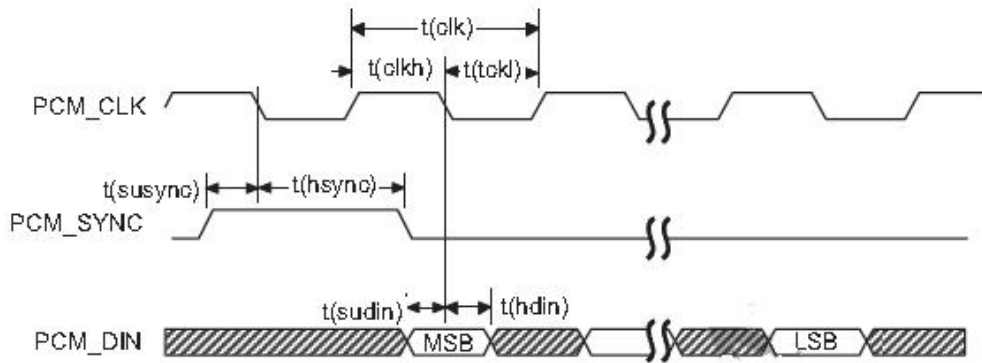 t(clk)
t(clkh) t(tckl)
PCM_CLK
t(susync) t(hsync)
PCM_SYNC
t(sudin) t(hdin)
PCM_DIN MSB LSB